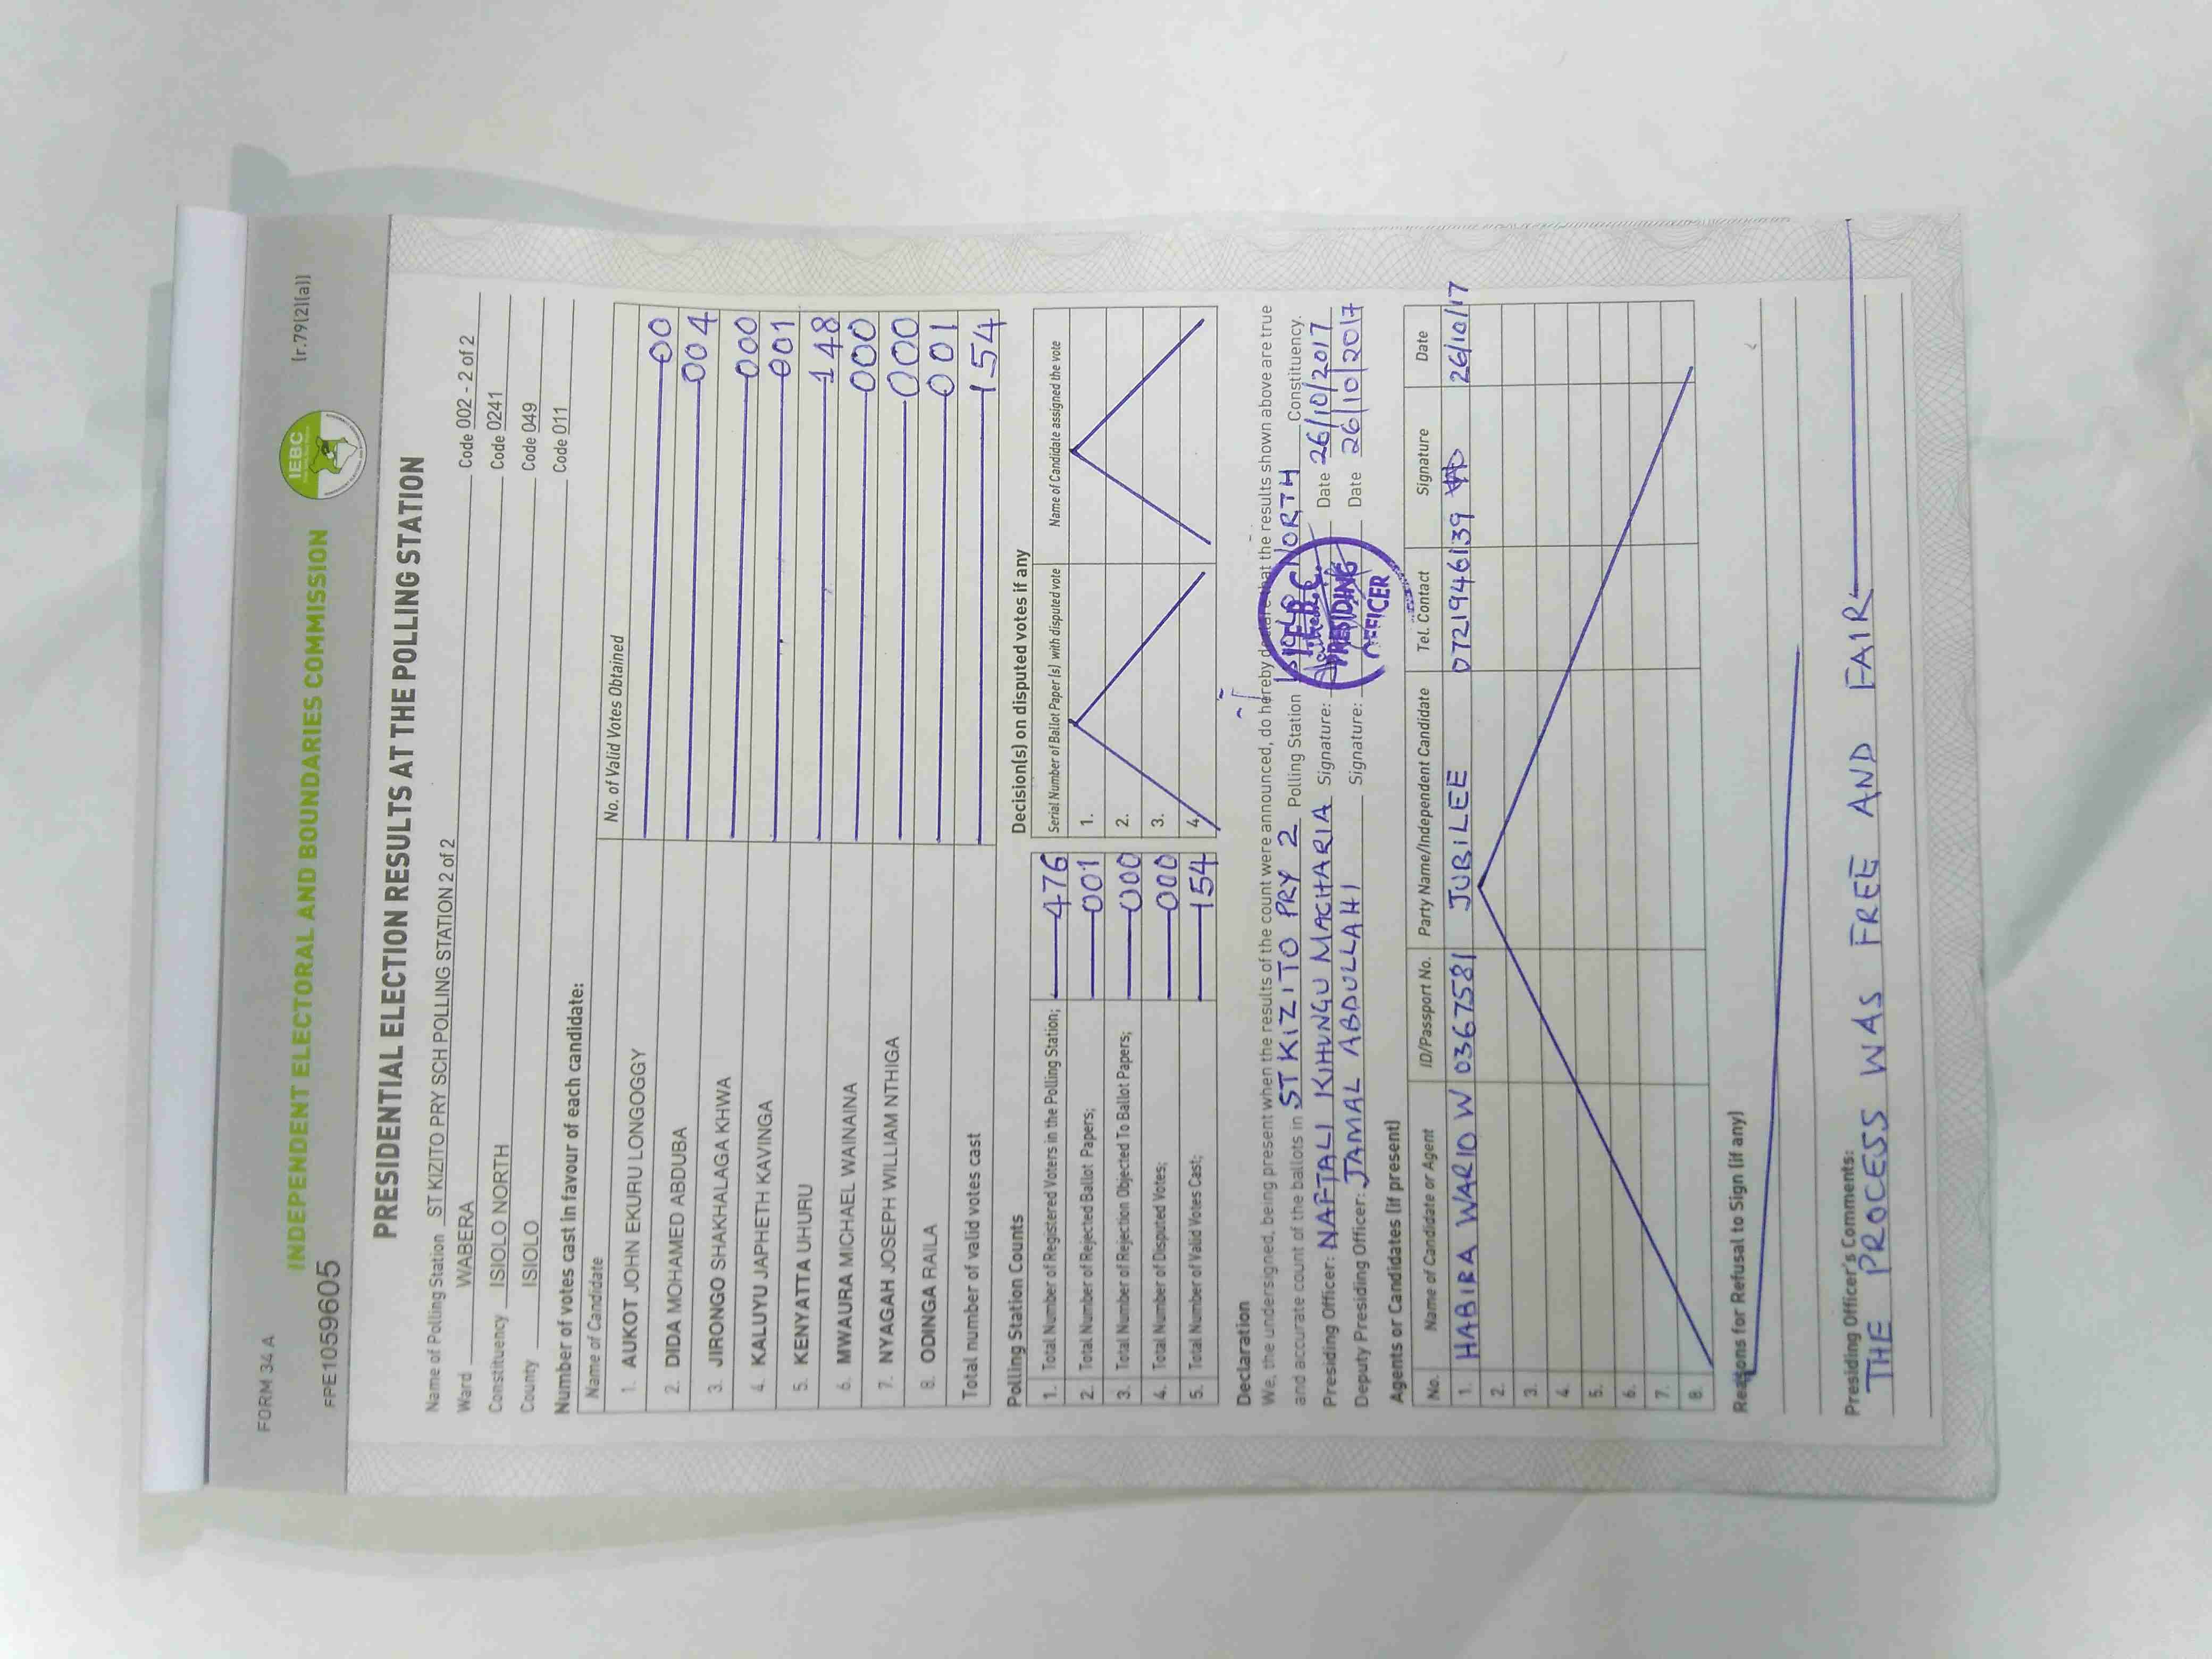 FORM 34 A
(r.79(2)(a))
IEBC
INDEPENDENT ELECTORAL AND BOUNDARIES COMMISSION
FPE1059605
PRESIDENTIAL ELECTION RESULTS AT THE POLLING STATION
Name of Polling Station ST KIZITO PRY SCH POLLING STATION 2 of 2 Code 002 - 2 of 2
Ward WABERA Code 0241
Constituency ISIOLO NORTH Code 049
County ISIOLO Code 011
Number of votes cast in favour of each candidate:
Name of Candidate No. of Valid Votes Obtained
1. AUKOT JOHN EKURU LONGOGGY 00
2. DIDA MOHAMED ABDUBA 004
3. JIRONGO SHAKHALAGA KHWA 000
4. KALUYU JAPHETH KAVINGA 001
5. KENYATTA UHURU 148
6. MWAURA MICHAEL WAINAINA 000
7. NYAGAH JOSEPH WILLIAM NTHIGA 000
8. ODINGA RAILA 001
Total number of valid votes cast 154
Polling Station Counts
1. Total Number of Registered Voters in the Polling Station; 476
2. Total Number of Rejected Ballot Papers; 001
3. Total Number of Rejection Objected To Ballot Papers; 000
4. Total Number of Disputed Votes; 000
5. Total Number of Valid Votes Cast; 154
Decision(s) on disputed votes if any
Serial Number of Ballot Paper(s) with disputed vote Name of Candidate assigned the vote
1.
2.
3.
4.
Declaration
We, the undersigned, being present when the results of the count were announced, do hereby declare that the results shown above are true
and accurate count of the ballots in ST KIZITO PRY 2 Polling Station ISIOLO NORTH Constituency.
Presiding Officer: NAFTALI KIHUNGU MACHARIA Signature: Date 26/10/2017
Deputy Presiding Officer: JAMAL ABDULLAHI Signature: Date 26/10/2017
IEBC
PRESIDING
OFFICER
Agents or Candidates (if present)
No. Name of Candidate or Agent ID/Passport No. Party Name/Independent Candidate Tel. Contact Signature Date
1. HABIRA WARIO W 0367581 JUBILEE 0721946139 26/10/17
2.
3.
4.
5.
6.
7.
8.
Reasons for Refusal to Sign (if any)
Presiding Officer's Comments:
THE PROCESS WAS FREE AND FAIR